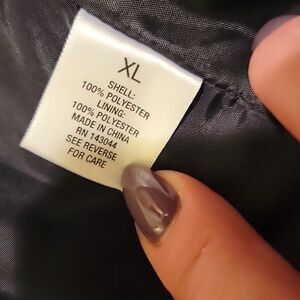 XL
SHELL:
100% POLYESTER
LINING:
100% POLYESTER
MADE IN CHINA
RN 143044
SEE REVERSE
FOR CARE